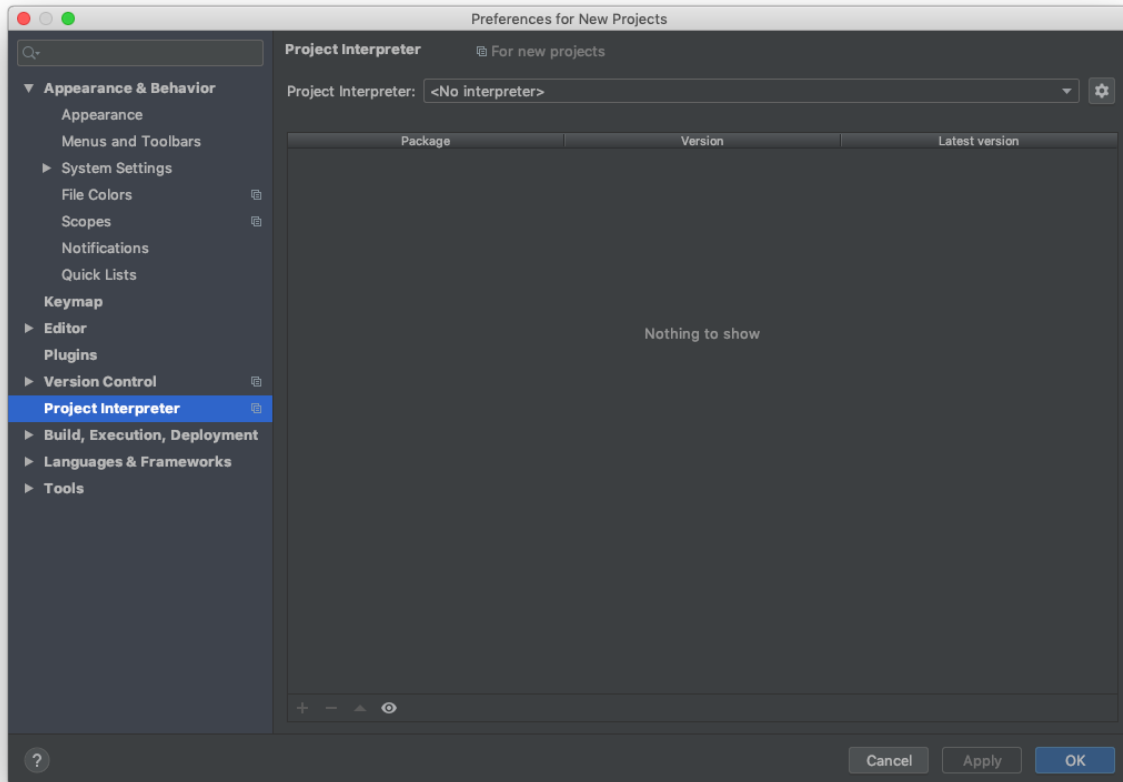 Preferences for New Projects
Appearance & Behavior
Appearance
Menus and Toolbars
System Settings
File Colors
Scopes
Notifications
Quick Lists
Keymap
Editor
Plugins
Version Control
Project Interpreter
Build, Execution, Deployment
Languages & Frameworks
Tools
Project Interpreter For new projects
Project Interpreter: <No interpreter>
Package Version Latest version
Nothing to show
? Cancel Apply OK